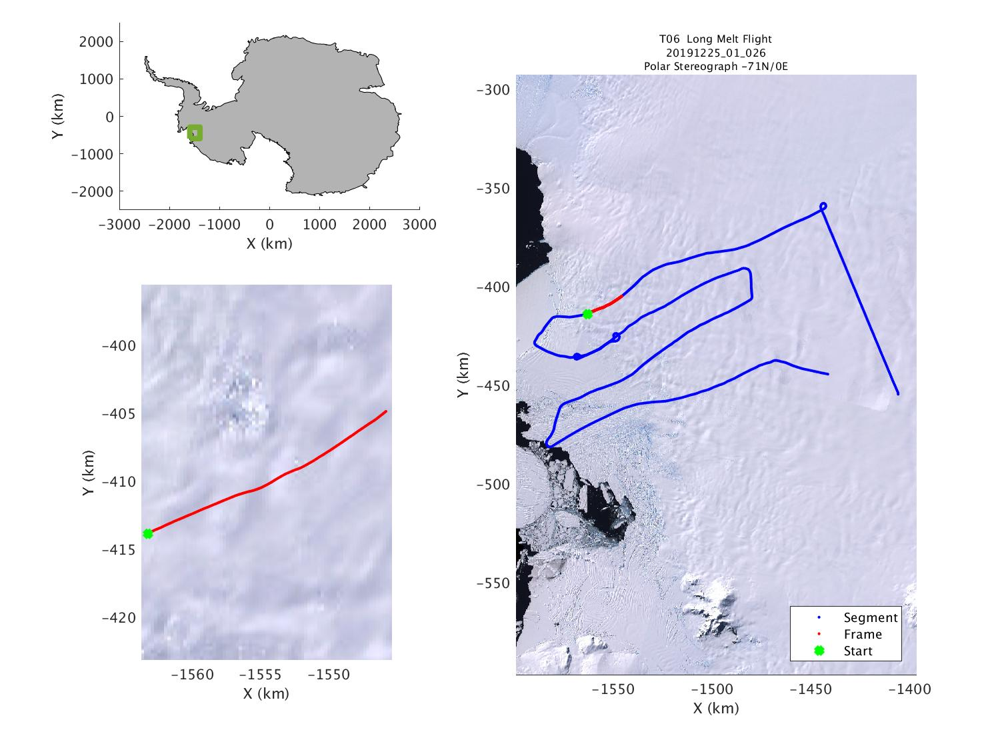 2000
1000
0
−1000
−2000
Y (km)
−3000 −2000 −1000 0 1000 2000 3000
X (km)
T06 Long Melt Flight
20191225_01_026
Polar Stereograph −71N/0E
−300
−350
−400
−450
−500
−550
Y (km)
−1550 −1500 −1450 −1400
X (km)
Segment
Frame
Start
−400
−405
−410
−415
−420
Y (km)
−1560 −1555 −1550
X (km)